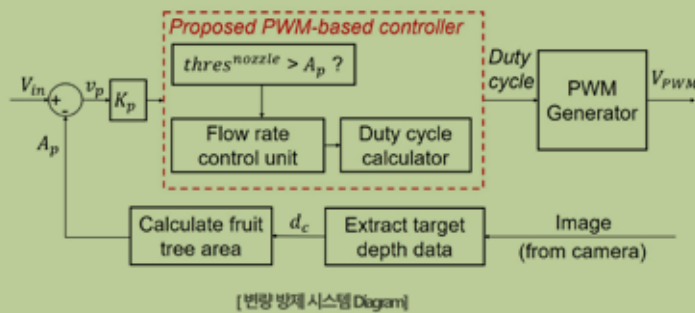 Proposed PWM-based controller
thres^nozzle > A_p ?
V_in
+
-
v_p
K_p
Duty
cycle
PWM
Generator
V_PWM
A_p
Flow rate
control unit
Duty cycle
calculator
Calculate fruit
tree area
d_c
Extract target
depth data
Image
(from camera)
[변량 방제 시스템 Diagram]